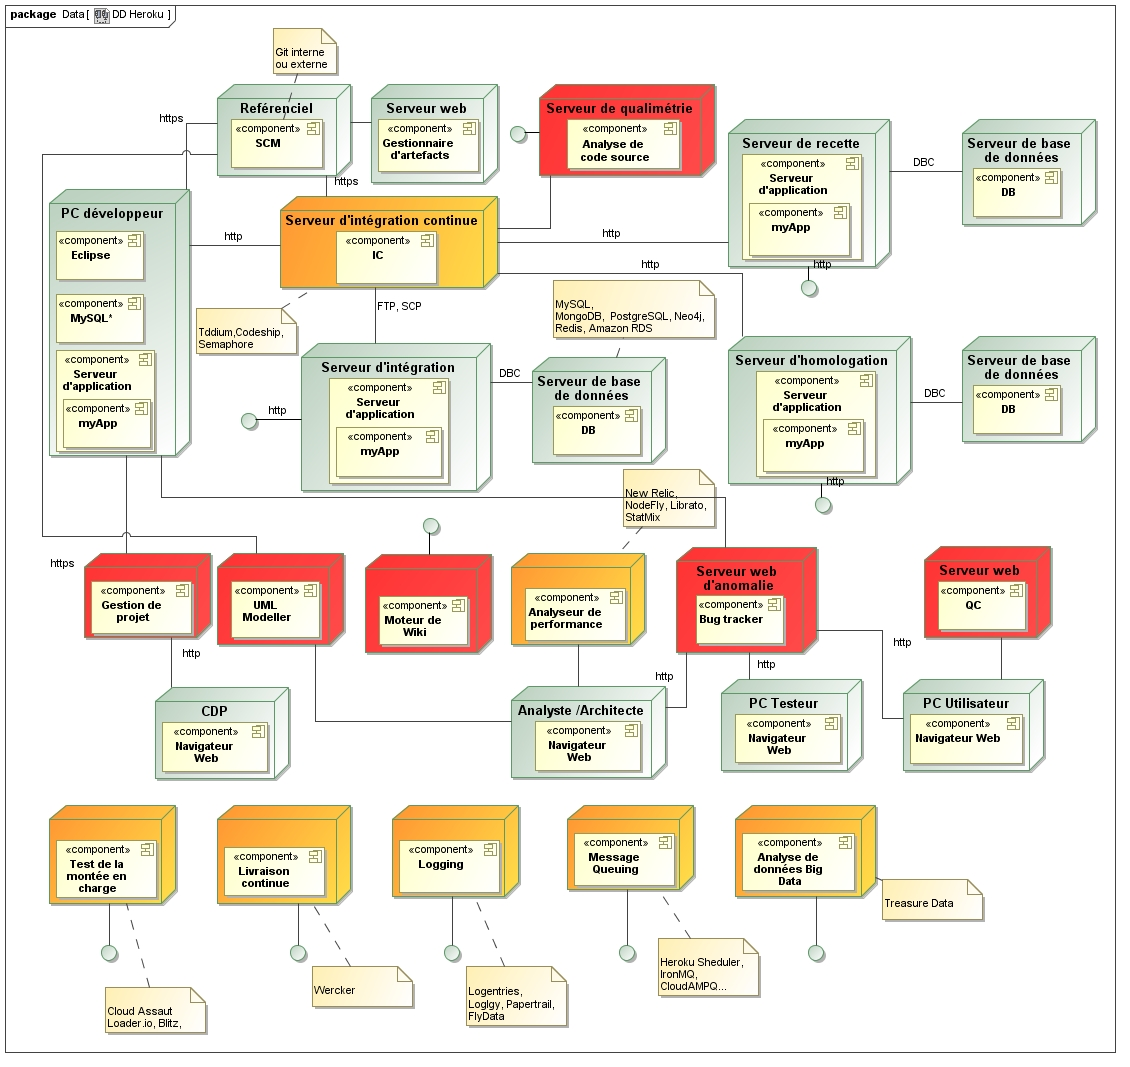 package Data [ DD Heroku ]
Git interne
ou externe
Reférenciel
«component»
SCM
https
Serveur web
«component»
Gestionnaire
d'artefacts
Serveur de qualimétrie
«component»
Analyse de
code source
Serveur de recette
«component»
Serveur
d'application
«component»
myApp
http
DBC
Serveur de base
de données
«component»
DB
https
PC développeur
«component»
Eclipse
«component»
MySQL*
«component»
Serveur
d'application
«component»
myApp
http
Serveur d'intégration continue
«component»
IC
http
http
FTP, SCP
Tddium,Codeship,
Semaphore
MySQL,
MongoDB, PostgreSQL, Neo4j,
Redis, Amazon RDS
Serveur d'intégration
«component»
Serveur
d'application
«component»
myApp
http
DBC
Serveur de base
de données
«component»
DB
Serveur d'homologation
«component»
Serveur
d'application
«component»
myApp
http
DBC
Serveur de base
de données
«component»
DB
New Relic,
NodeFly, Librato,
StatMix
https
«component»
Gestion de
projet
«component»
UML
Modeller
«component»
Moteur de
Wiki
«component»
Analyseur de
performance
Serveur web
d'anomalie
«component»
Bug tracker
Serveur web
«component»
QC
http
http
http
http
CDP
«component»
Navigateur
Web
Analyste /Architecte
«component»
Navigateur
Web
PC Testeur
«component»
Navigateur
Web
PC Utilisateur
«component»
Navigateur Web
«component»
Test de la
montée en
charge
«component»
Livraison
continue
«component»
Logging
«component»
Message
Queuing
«component»
Analyse de
données Big
Data
Treasure Data
Cloud Assaut
Loader.io, Blitz,
Wercker
Logentries,
Loglgy, Papertrail,
FlyData
Heroku Sheduler,
IronMQ,
CloudAMPQ...